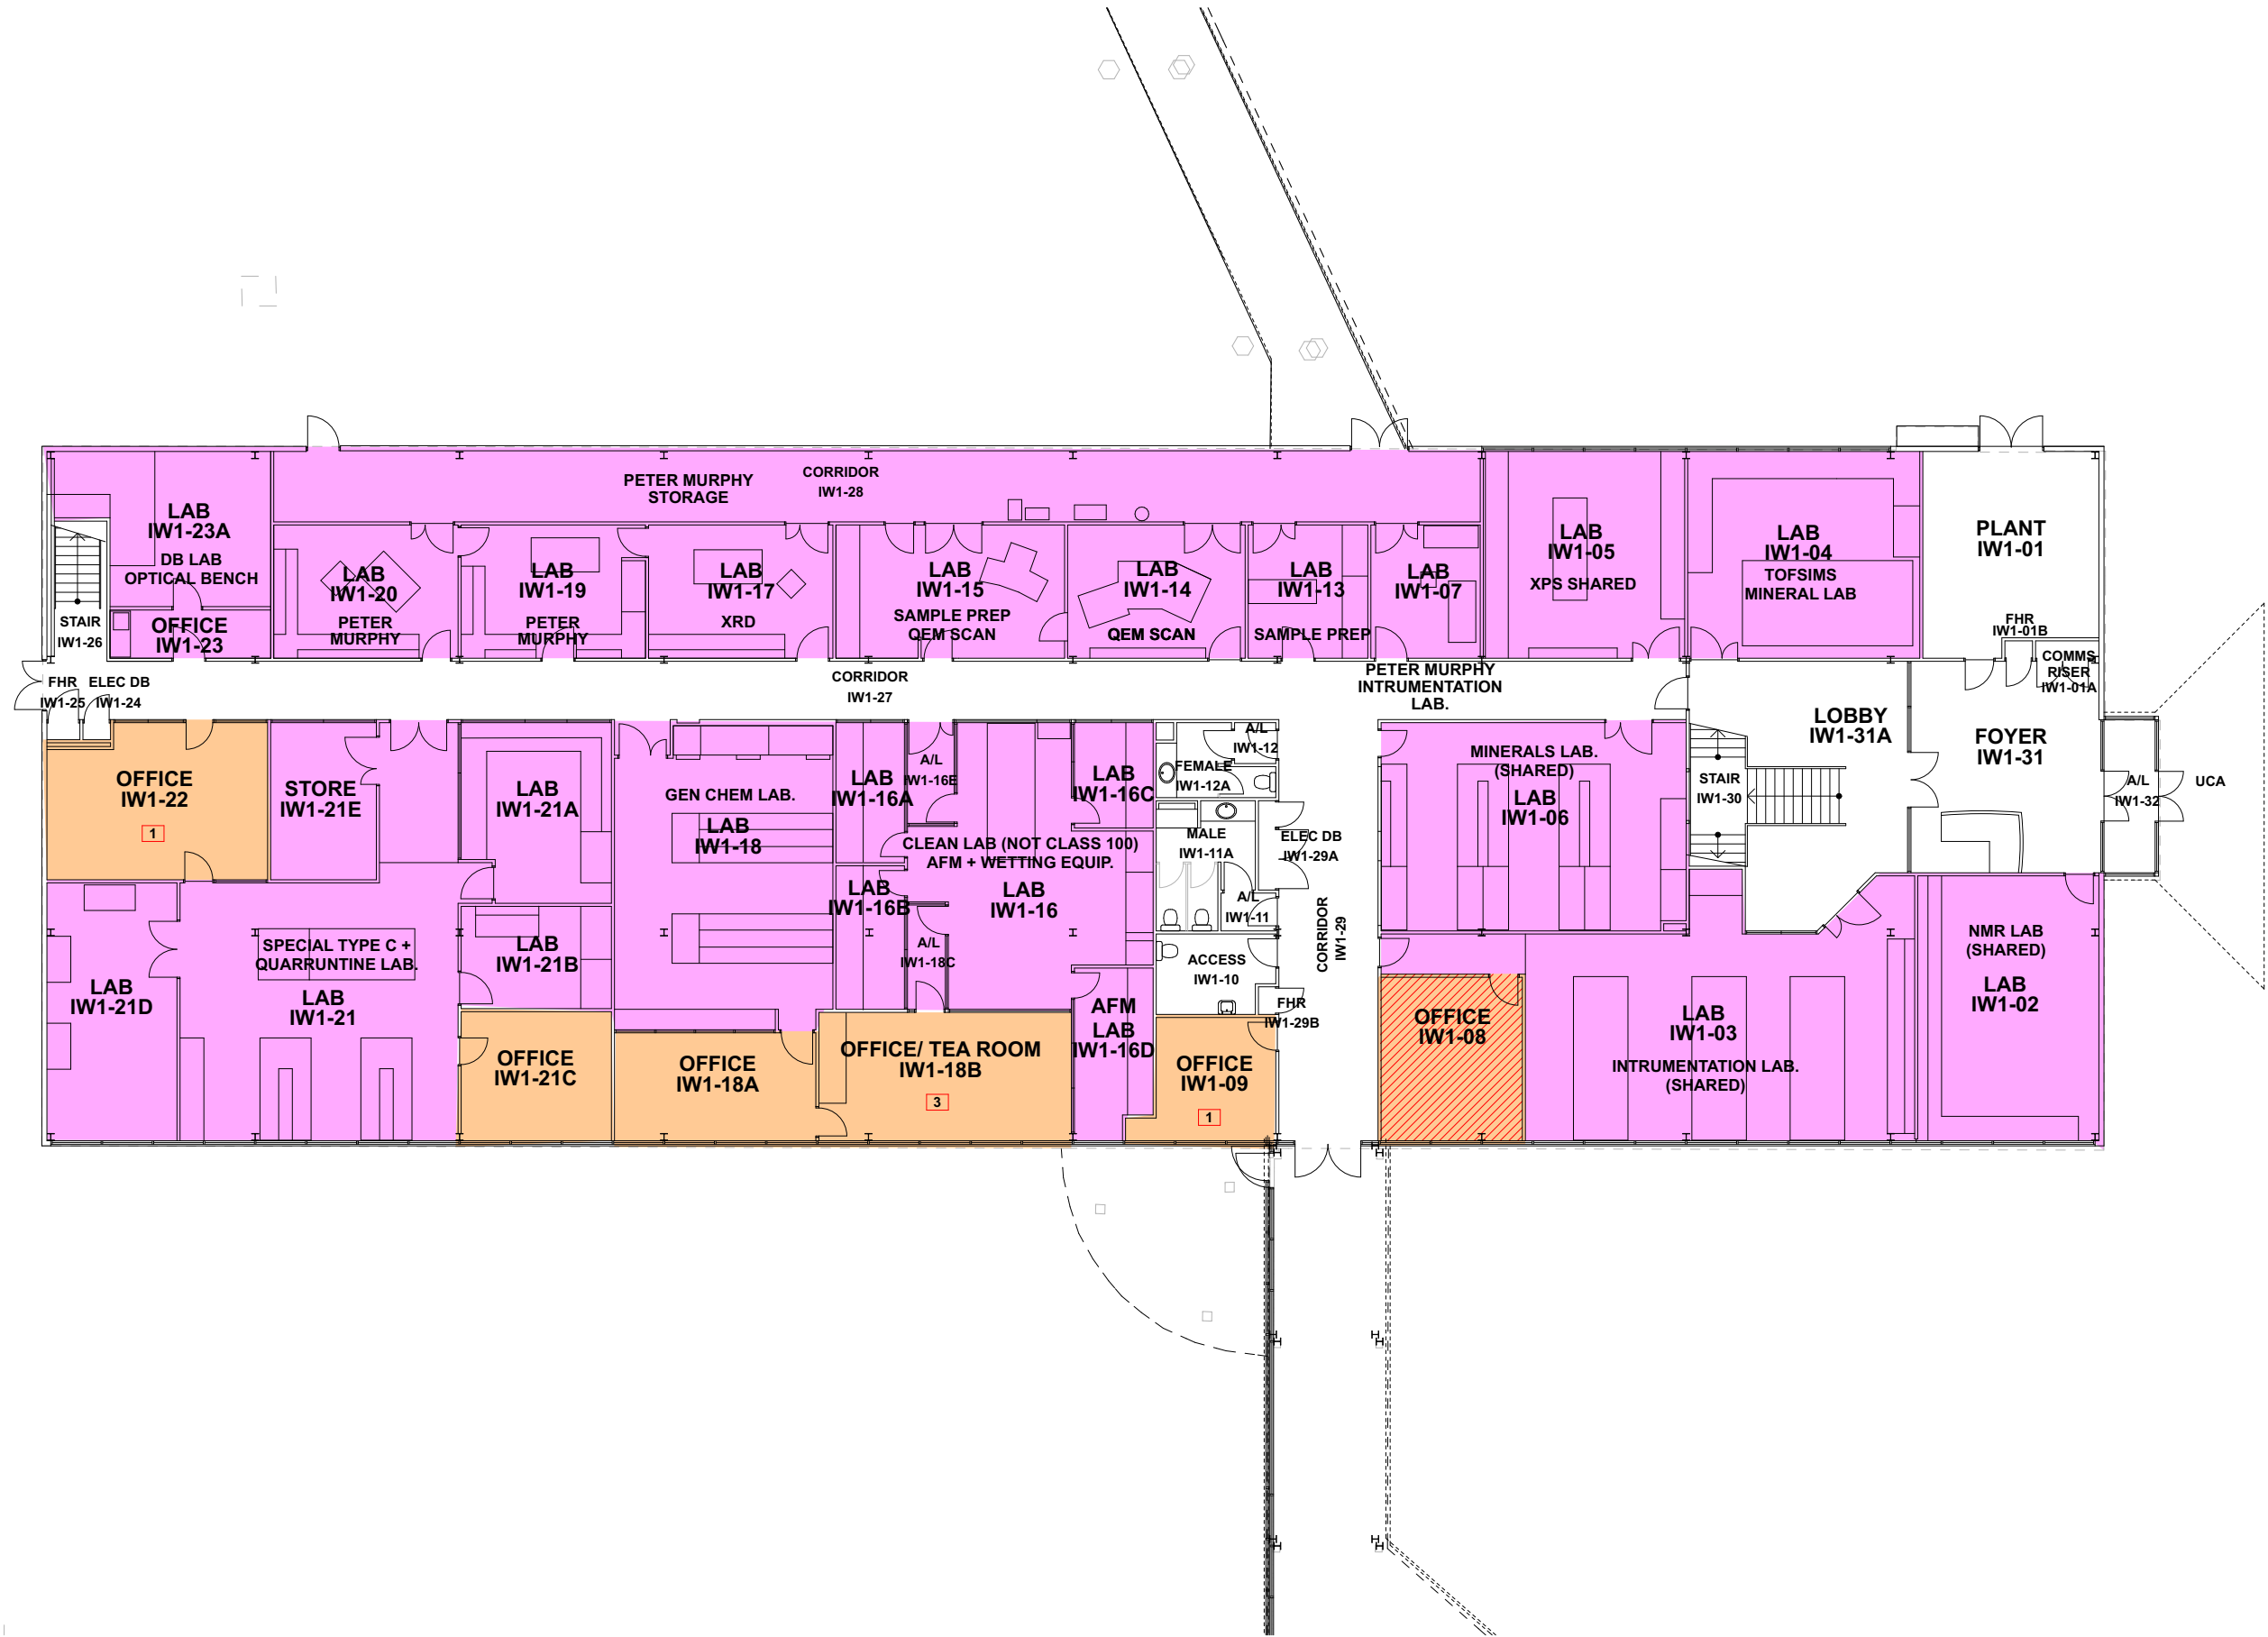 PETER MURPHY
STORAGE
CORRIDOR
IW1-28
LAB
IW1-23A
DB LAB
OPTICAL BENCH
OFFICE
IW1-23
STAIR
IW1-26
LAB
IW1-20
PETER
MURPHY
LAB
IW1-19
PETER
MURPHY
LAB
IW1-17
XRD
LAB
IW1-15
SAMPLE PREP
QEM SCAN
LAB
IW1-14
QEM SCAN
LAB
IW1-13
SAMPLE PREP
LAB
IW1-07
LAB
IW1-05
XPS SHARED
LAB
IW1-04
TOFSIMS
MINERAL LAB
PLANT
IW1-01
FHR
IW1-01B
COMMS
RISER
IW1-01A
FHR
IW1-25
ELEC DB
IW1-24
CORRIDOR
IW1-27
PETER MURPHY
INTRUMENTATION
LAB.
OFFICE
IW1-22
1
STORE
IW1-21E
LAB
IW1-21A
GEN CHEM LAB.
LAB
IW1-18
LAB
IW1-16A
A/L
IW1-16E
LAB
IW1-16C
CLEAN LAB (NOT CLASS 100)
AFM + WETTING EQUIP.
LAB
IW1-16
LAB
IW1-16B
A/L
IW1-18C
A/L
IW1-12
FEMALE
IW1-12A
MALE
IW1-11A
A/L
IW1-11
ELEC DB
IW1-29A
ACCESS
IW1-10
FHR
IW1-29B
CORRIDOR
IW1-29
MINERALS LAB.
(SHARED)
LAB
IW1-06
STAIR
IW1-30
LOBBY
IW1-31A
FOYER
IW1-31
A/L
IW1-32
UCA
SPECIAL TYPE C +
QUARRUNTINE LAB.
LAB
IW1-21D
LAB
IW1-21
LAB
IW1-21B
OFFICE
IW1-21C
OFFICE
IW1-18A
OFFICE/ TEA ROOM
IW1-18B
3
AFM
LAB
IW1-16D
OFFICE
IW1-09
1
OFFICE
IW1-08
LAB
IW1-03
INTRUMENTATION LAB.
(SHARED)
NMR LAB
(SHARED)
LAB
IW1-02